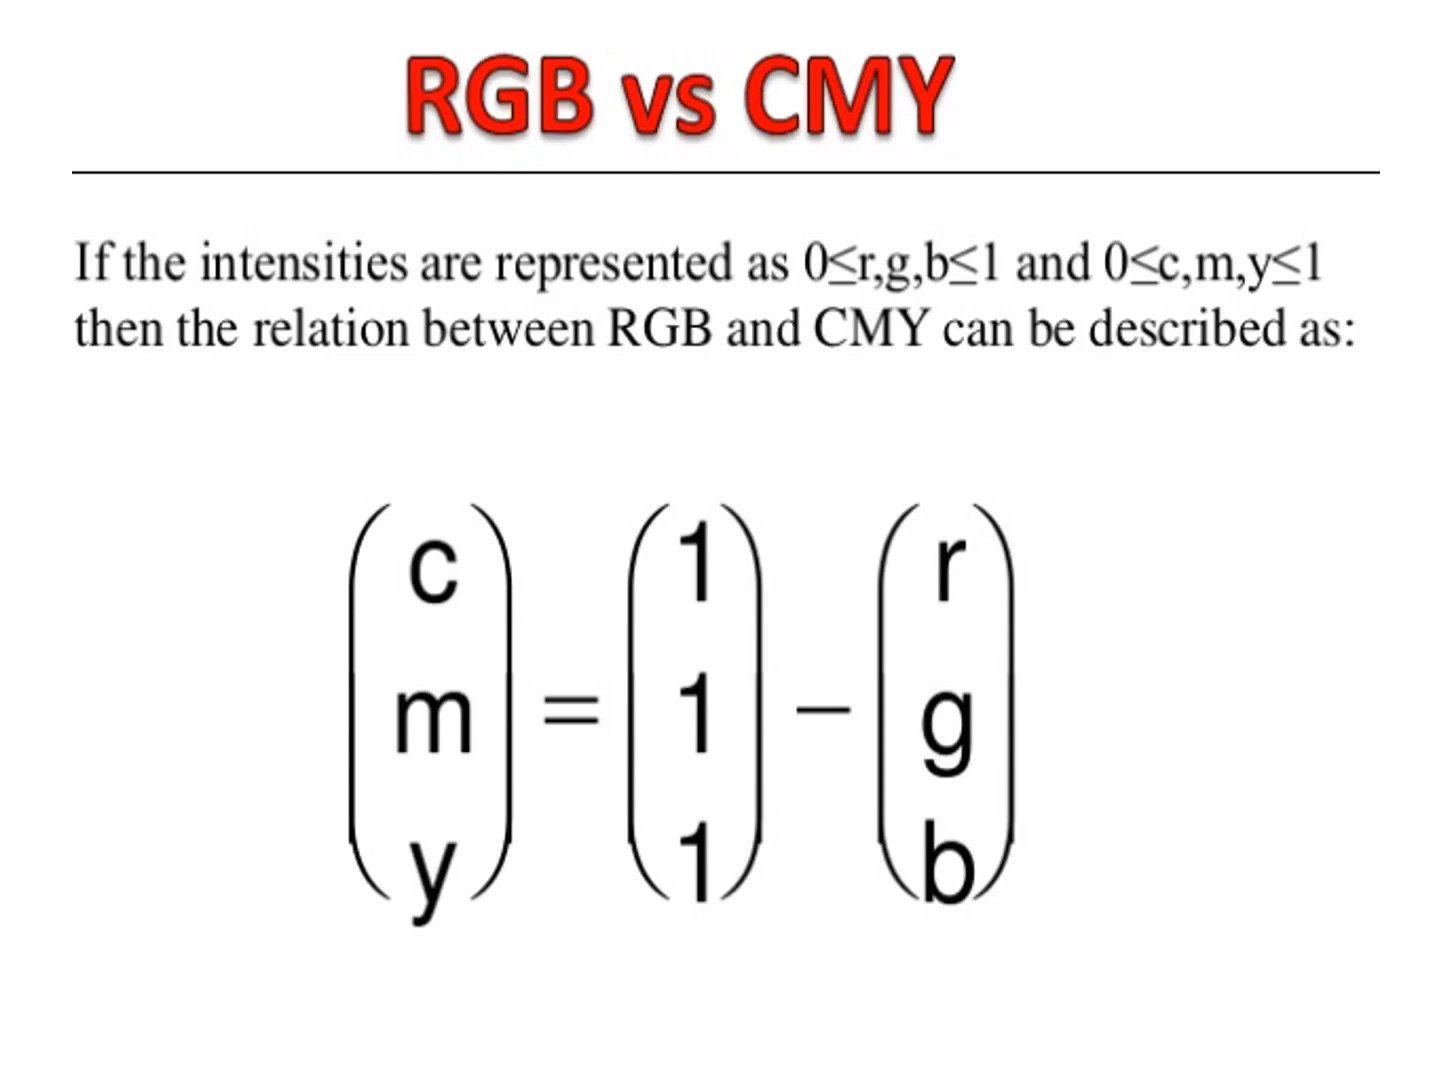 RGB vs CMY
If the intensities are represented as 0≤r,g,b≤1 and 0≤c,m,y≤1
then the relation between RGB and CMY can be described as:
c 1 r
m = 1 − g
y 1 b